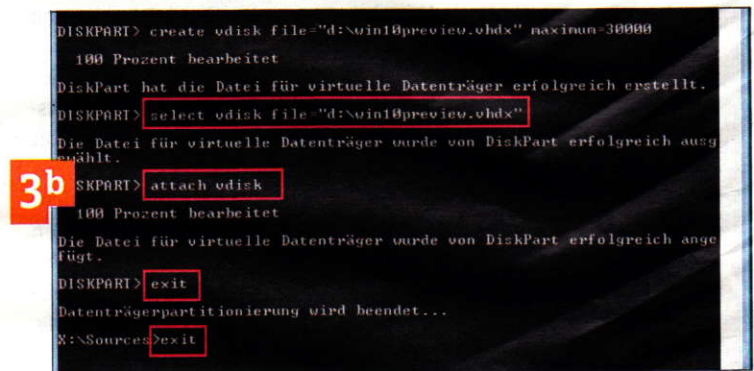 DISKPART> create vdisk file="d:\win10preview.vhdx" maximum=30000
100 Prozent bearbeitet
DiskPart hat die Datei für virtuelle Datenträger erfolgreich erstellt.
DISKPART> select vdisk file="d:\win10preview.vhdx"
Die Datei für virtuelle Datenträger wurde von DiskPart erfolgreich ausg
ewählt.
3b
SKPART> attach vdisk
100 Prozent bearbeitet
Die Datei für virtuelle Datenträger wurde von DiskPart erfolgreich ange
fügt.
DISKPART> exit
Datenträgerpartitionierung wird beendet...
X:\Sources>exit